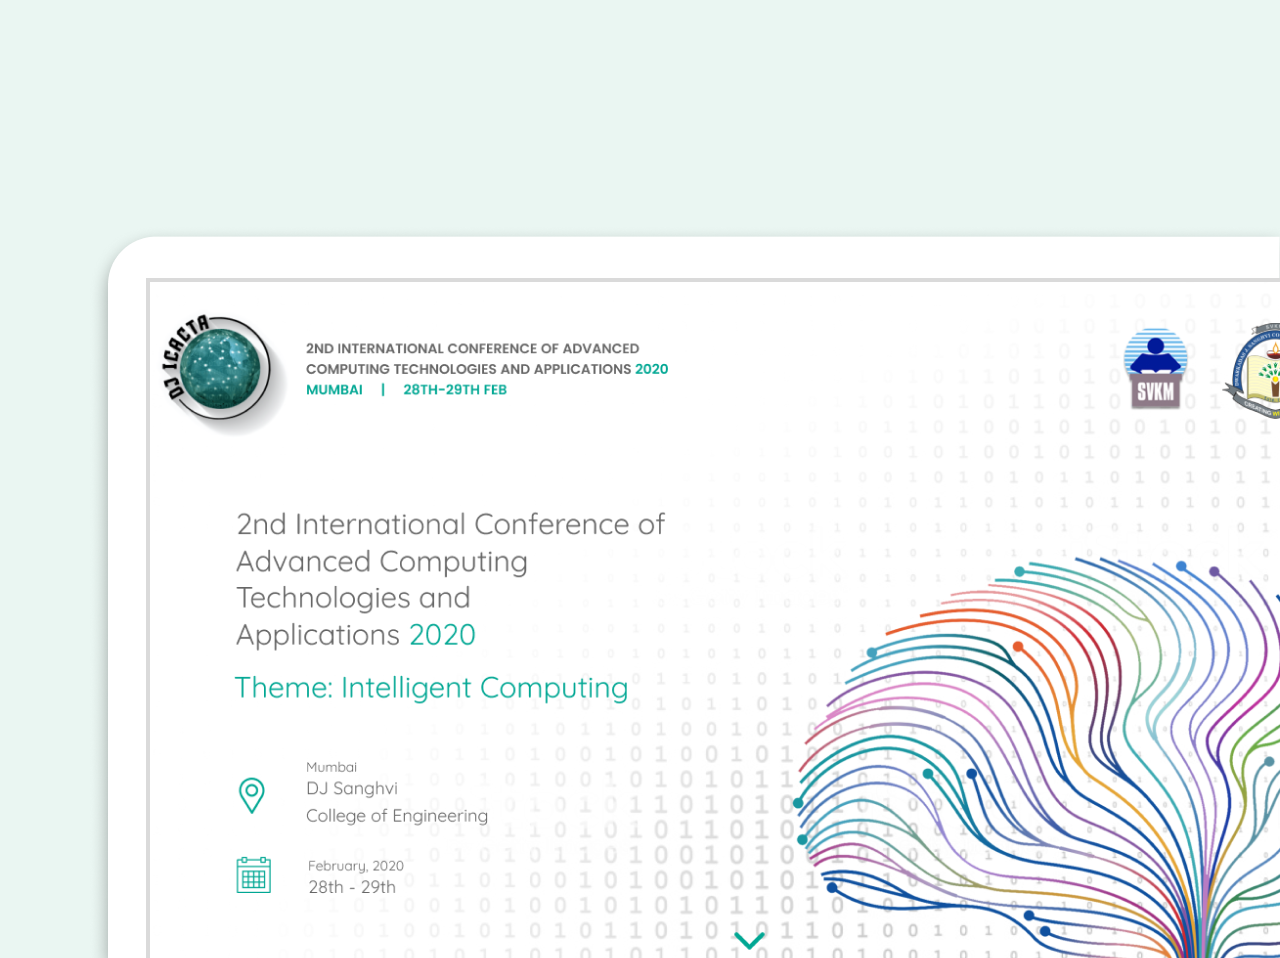 DJ ICACTA
2ND INTERNATIONAL CONFERENCE OF ADVANCED
COMPUTING TECHNOLOGIES AND APPLICATIONS 2020
MUMBAI | 28TH-29TH FEB
SVKM
2nd International Conference of
Advanced Computing
Technologies and
Applications 2020
Theme: Intelligent Computing
Mumbai
DJ Sanghvi
College of Engineering
February, 2020
28th - 29th